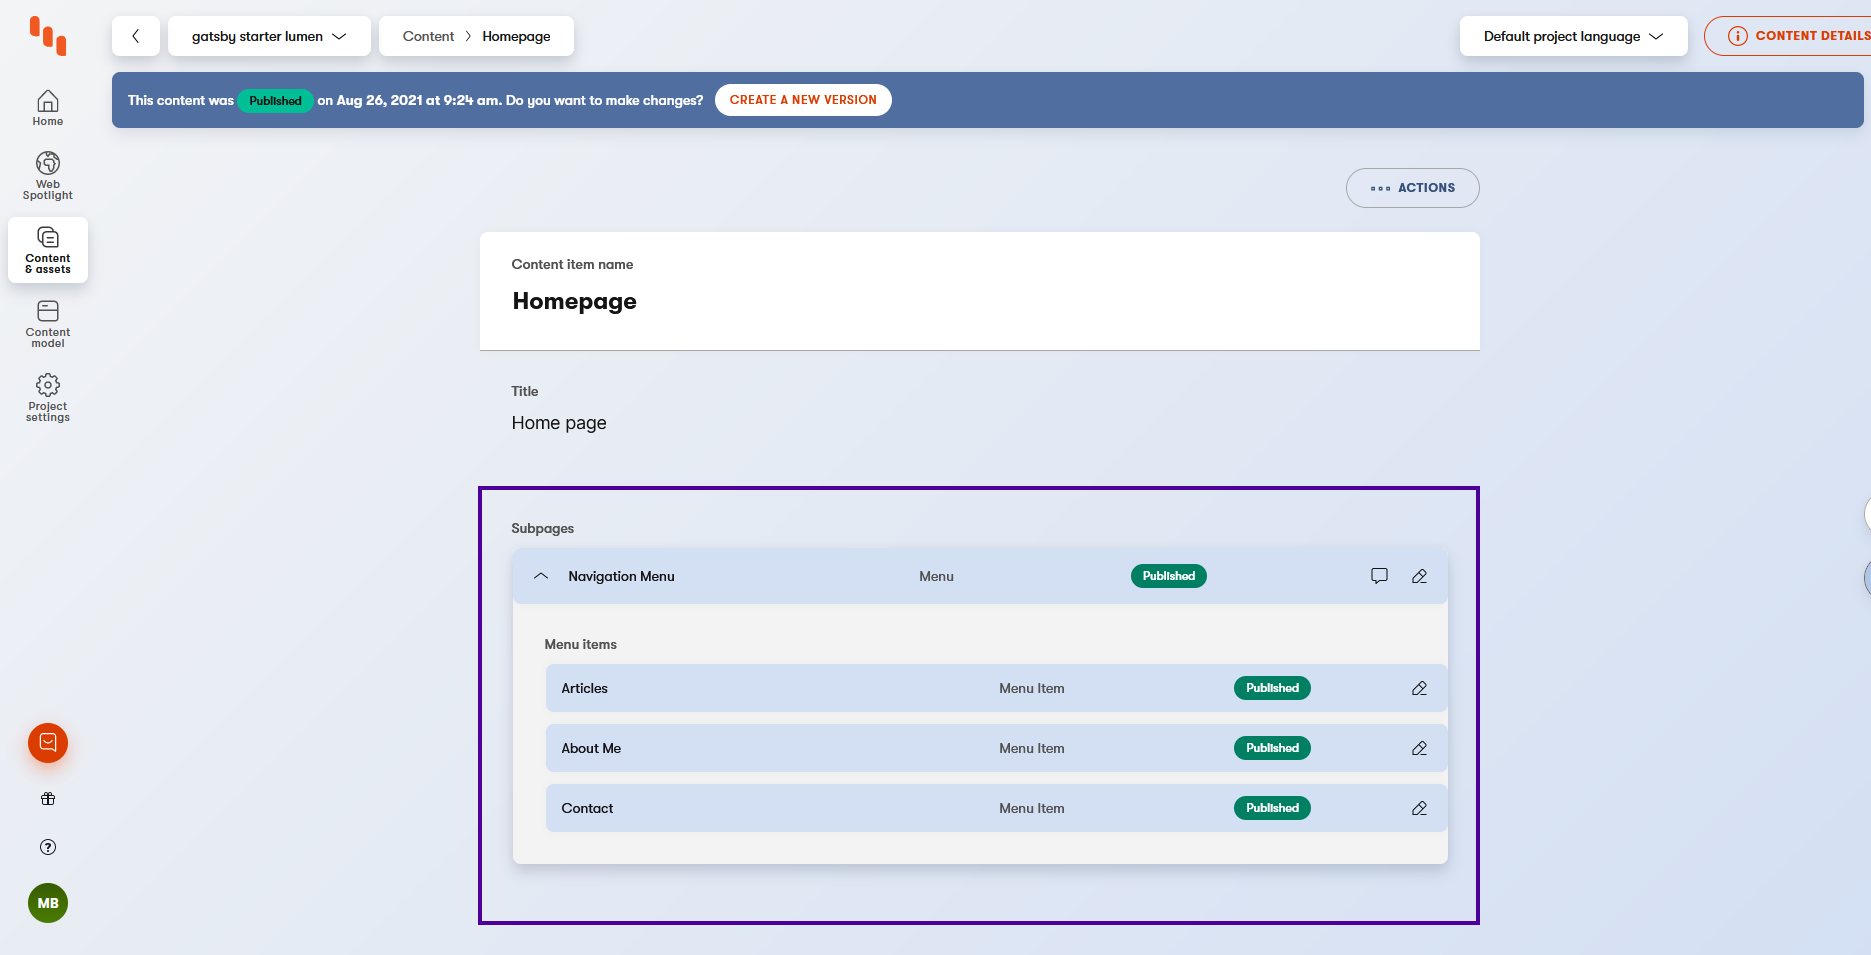 gatsby starter lumen
Content > Homepage
Default project language
CONTENT DETAILS
This content was Published on Aug 26, 2021 at 9:24 am. Do you want to make changes? CREATE A NEW VERSION
Home
Web
Spotlight
Content
& assets
Content
model
Project
settings
MB
ACTIONS
Content item name
Homepage
Title
Home page
Subpages
Navigation Menu Menu Published
Menu items
Articles Menu Item Published
About Me Menu Item Published
Contact Menu Item Published